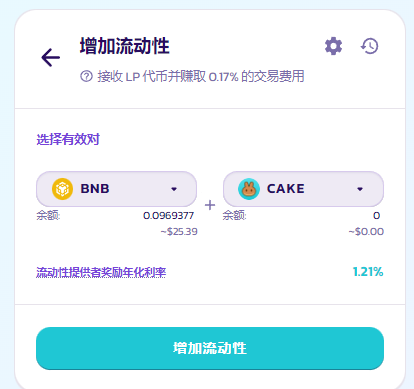 增加流动性
接收 LP 代币并赚取 0.17% 的交易费用
选择有效对
BNB + CAKE
余额: 0.0969377 余额: 0
~$25.39 ~$0.00
流动性提供者奖励年化利率 1.21%
增加流动性